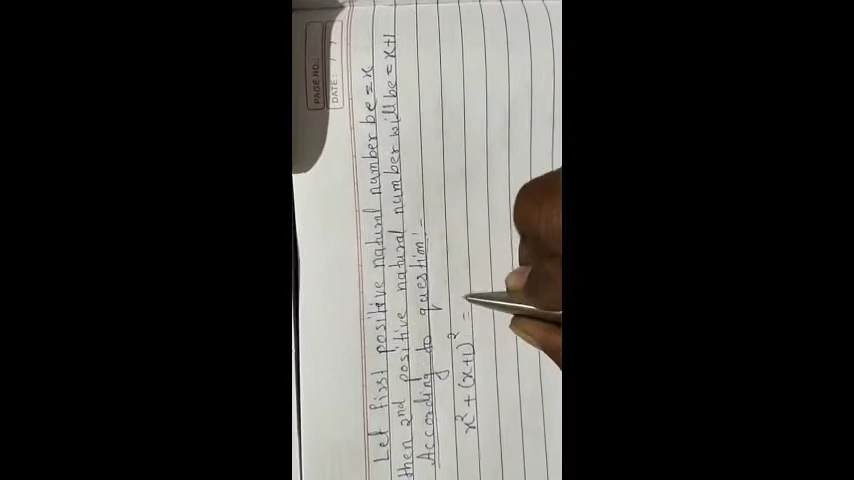 PAGE NO.:
DATE: / /
Let first positive natural number be = x
then 2nd positive natural number will be = x+1
According to question:-
x² + (x+1)² =